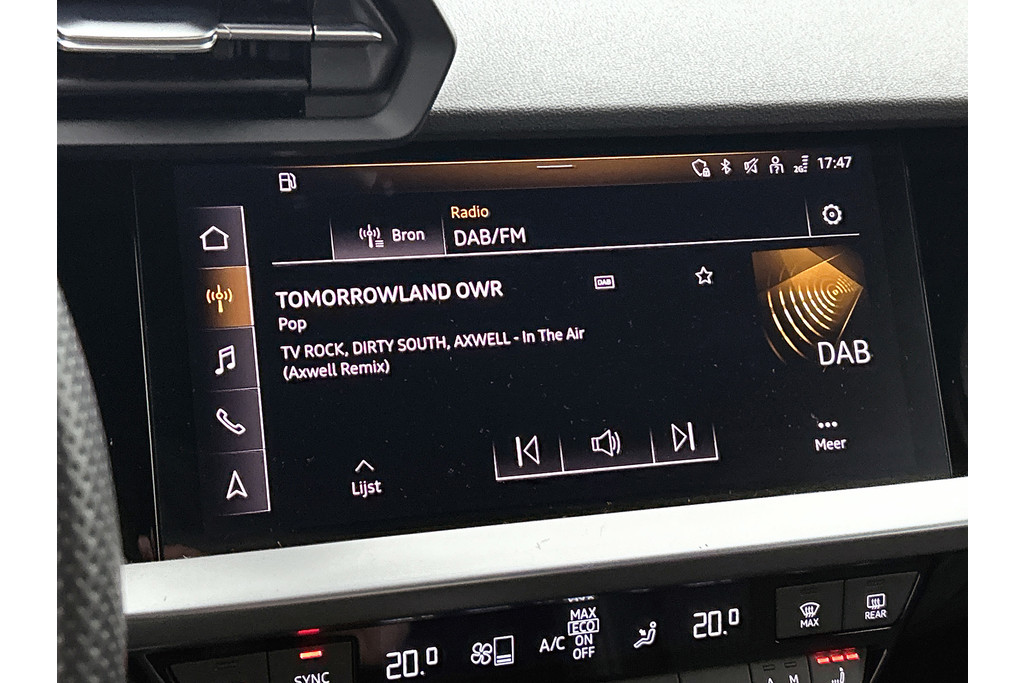 2G 17:47
Radio
Bron DAB/FM
TOMORROWLAND OWR
DAB
Pop
TV ROCK, DIRTY SOUTH, AXWELL - In The Air
(Axwell Remix)
DAB
Lijst
Meer
SYNC
20.0
A/C
MAX
ECO
ON
OFF
20.0
MAX
REAR
A M